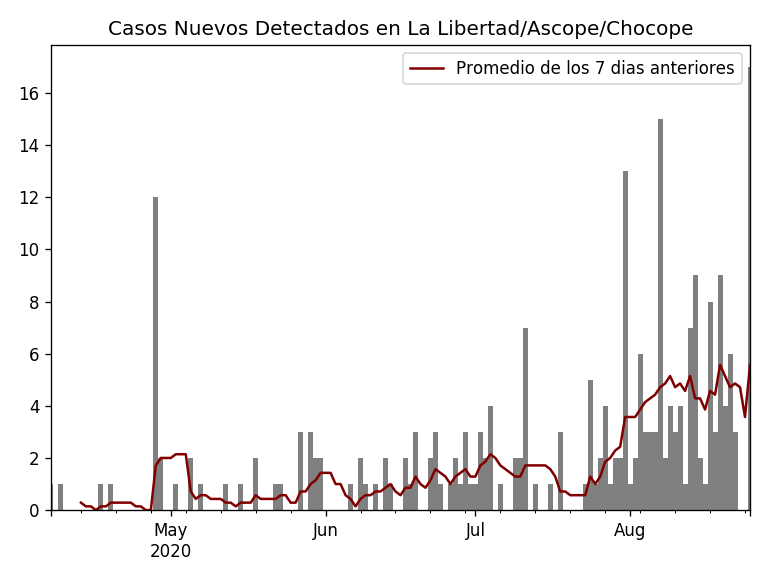 Casos Nuevos Detectados en La Libertad/Ascope/Chocope
Promedio de los 7 dias anteriores
16
14
12
10
8
6
4
2
0
May
2020
Jun
Jul
Aug